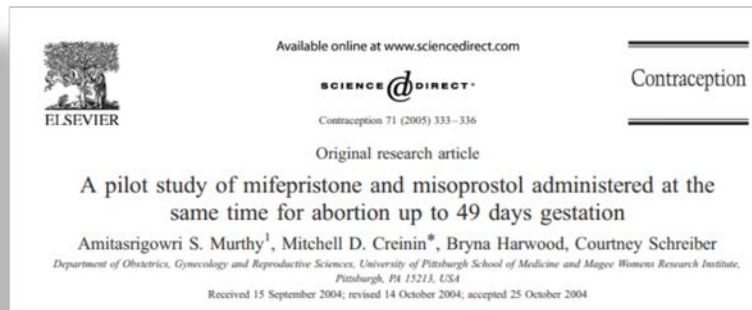 Available online at www.sciencedirect.com
SCIENCE DIRECT·
Contraception
ELSEVIER
Contraception 71 (2005) 333–336
Original research article
A pilot study of mifepristone and misoprostol administered at the
same time for abortion up to 49 days gestation
Amitasrigowri S. Murthy¹, Mitchell D. Creinin*, Bryna Harwood, Courtney Schreiber
Department of Obstetrics, Gynecology and Reproductive Sciences, University of Pittsburgh School of Medicine and Magee Womens Research Institute,
Pittsburgh, PA 15213, USA
Received 15 September 2004; revised 14 October 2004; accepted 25 October 2004